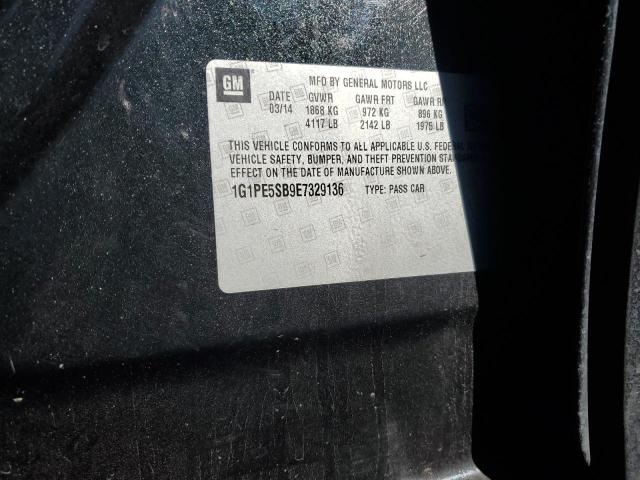 GM
MFD BY GENERAL MOTORS LLC
DATE GVWR GAWR FRT GAWR
03/14 1868 KG 972 KG 896 KG
4117 LB 2142 LB 1975 LB
THIS VEHICLE CONFORMS TO ALL APPLICABLE U.S.
VEHICLE SAFETY, BUMPER, AND THEFT PREVENTION
EFFECT ON THE DATE OF MANUFACTURE SHOWN ABOVE.
1G1PE5SB9E7329136 TYPE: PASS CAR